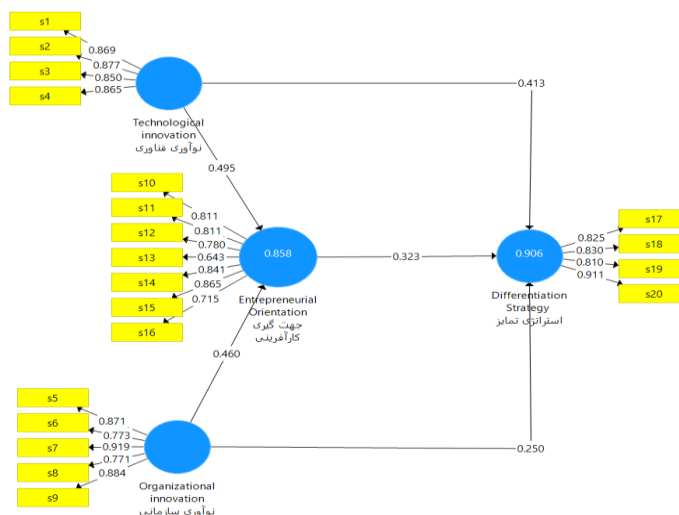 s1
s2
s3
s4
0.869
0.877
0.850
0.865
Technological
innovation
نوآوری فناوری
0.413
0.495
s10
s11
s12
s13
s14
s15
s16
0.811
0.811
0.780
0.643
0.841
0.865
0.715
0.858
Entrepreneurial
Orientation
جهت گیری
کارآفرینی
0.323
0.906
Differentiation
Strategy
استراتژی تمایز
0.825
0.830
0.810
0.911
s17
s18
s19
s20
0.460
s5
s6
s7
s8
s9
0.871
0.773
0.919
0.771
0.884
Organizational
innovation
نوآوری سازمانی
0.250